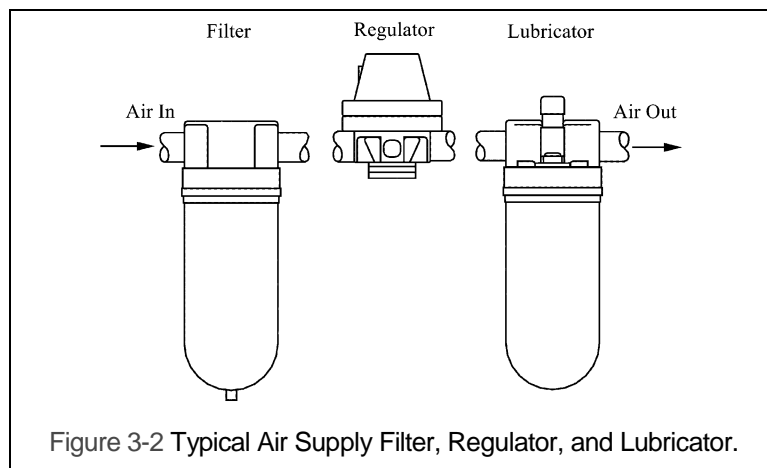 Filter
Regulator
Lubricator
Air In
Air Out
Figure 3-2 Typical Air Supply Filter, Regulator, and Lubricator.